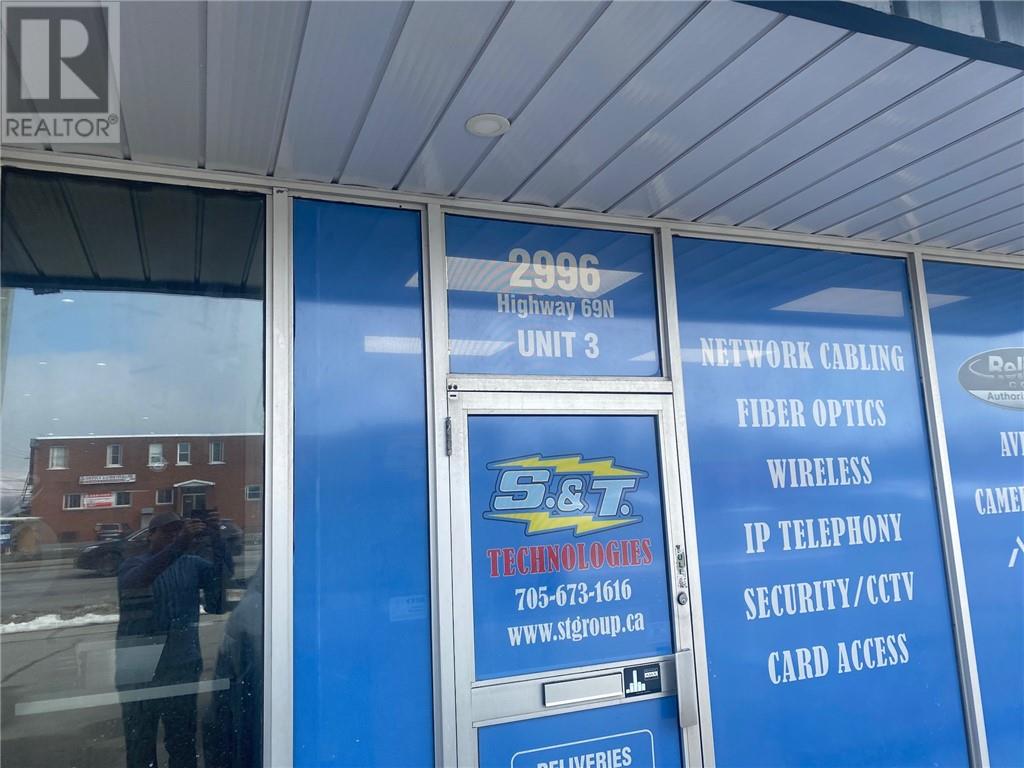 REALTOR®
2996
Highway 69N
UNIT 3
S.&T.
TECHNOLOGIES
705-673-1616
www.stgroup.ca
DELIVERIES
NETWORK CABLING
FIBER OPTICS
WIRELESS
IP TELEPHONY
SECURITY/CCTV
CARD ACCESS